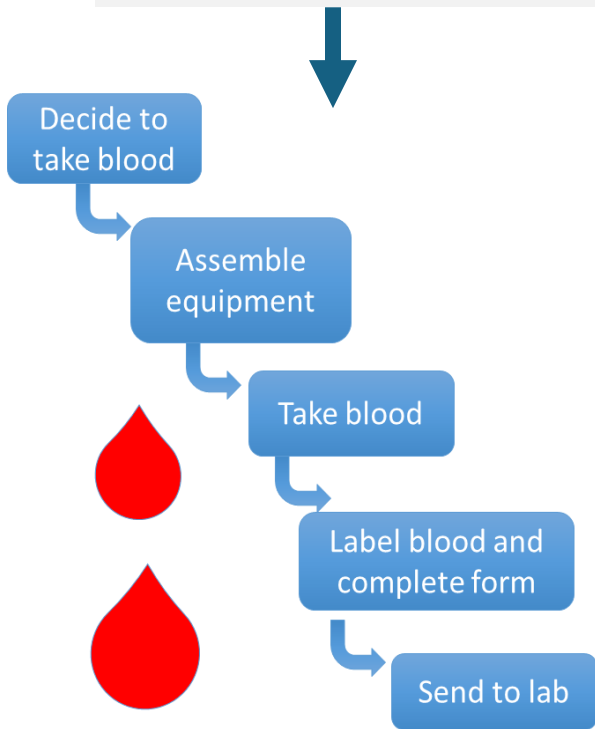 Decide to
take blood
Assemble
equipment
Take blood
Label blood and
complete form
Send to lab